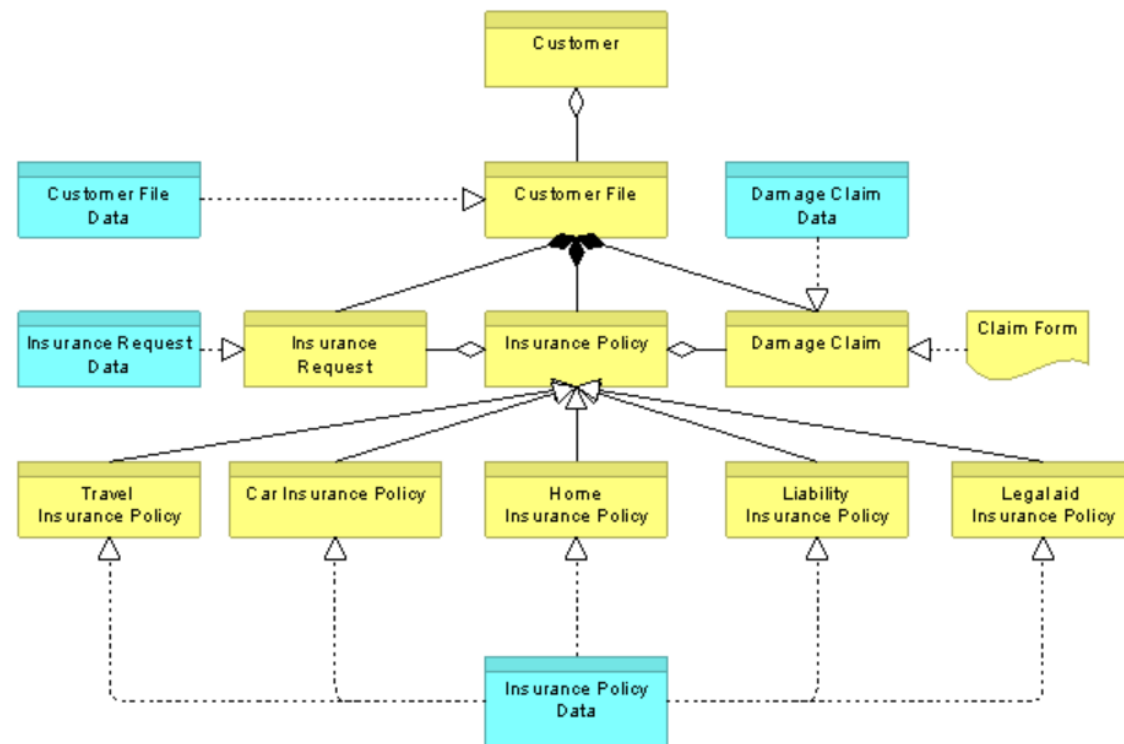 Customer
Customer File
Data
Customer File
Damage Claim
Data
Insurance Request
Data
Insurance
Request
Insurance Policy
Damage Claim
Claim Form
Travel
Insurance Policy
Car Insurance Policy
Home
Insurance Policy
Liability
Insurance Policy
Legal aid
Insurance Policy
Insurance Policy
Data